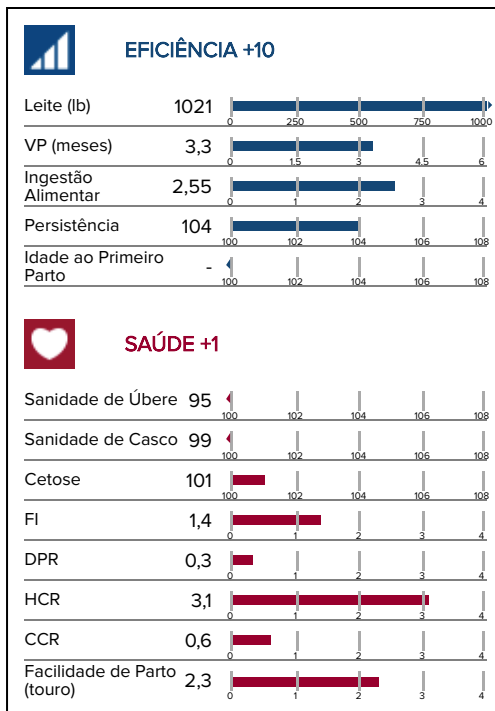 EFICIÊNCIA +10
Leite (lb) 1021
0 250 500 750 1000
VP (meses) 3,3
0 1.5 3 4.5 6
Ingestão
Alimentar 2,55
0 1 2 3 4
Persistência 104
100 102 104 106 108
Idade ao Primeiro
Parto -
100 102 104 106 108
SAÚDE +1
Sanidade de Úbere 95
100 102 104 106 108
Sanidade de Casco 99
100 102 104 106 108
Cetose 101
100 102 104 106 108
FI 1,4
0 1 2 3 4
DPR 0,3
0 1 2 3 4
HCR 3,1
0 1 2 3 4
CCR 0,6
0 1 2 3 4
Facilidade de Parto
(touro) 2,3
0 1 2 3 4